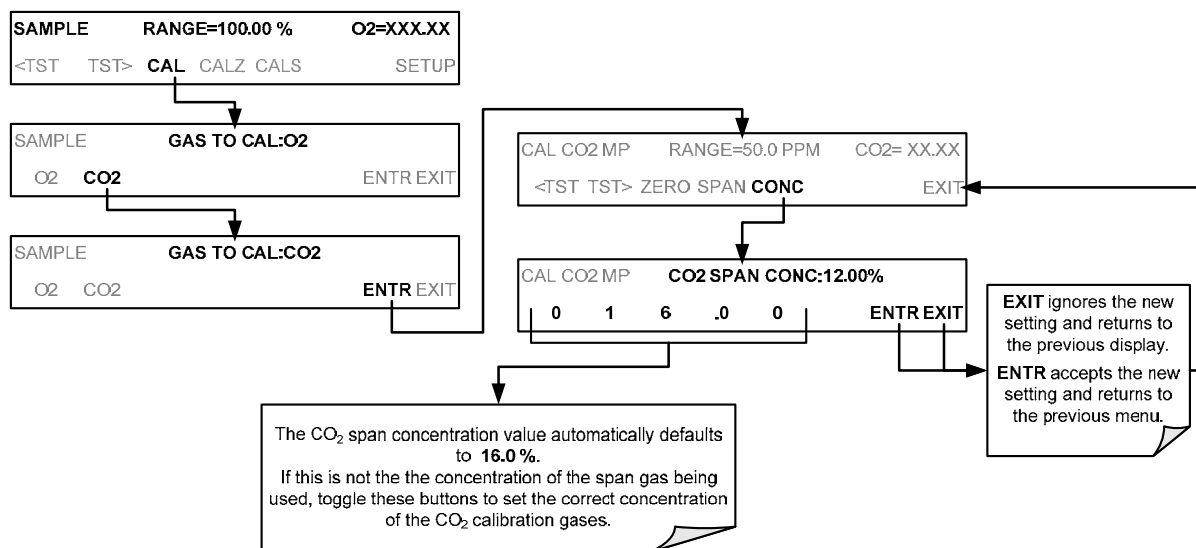 SAMPLE RANGE=100.00 % O2=XXX.XX
<TST TST> CAL CALZ CALS SETUP
SAMPLE GAS TO CAL:O2
O2 CO2 ENTR EXIT
SAMPLE GAS TO CAL:CO2
O2 CO2 ENTR EXIT
CAL CO2 MP RANGE=50.0 PPM CO2= XX.XX
<TST TST> ZERO SPAN CONC EXIT
CAL CO2 MP CO2 SPAN CONC:12.00%
0 1 6 .0 0 ENTR EXIT
EXIT ignores the new
setting and returns to
the previous display.
ENTR accepts the new
setting and returns to
the previous menu.
The CO₂ span concentration value automatically defaults
to 16.0 %.
If this is not the the concentration of the span gas being
used, toggle these buttons to set the correct concentration
of the CO₂ calibration gases.